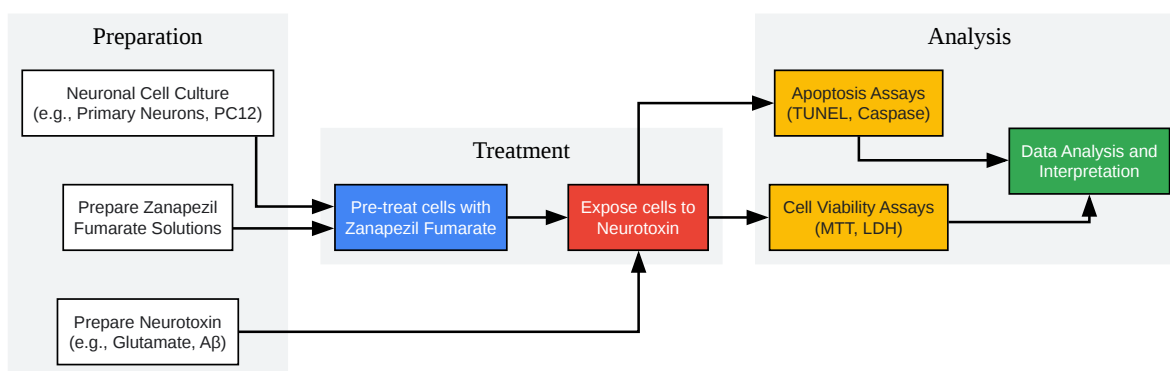 Preparation
Neuronal Cell Culture
(e.g., Primary Neurons, PC12)
Prepare Zanapezil
Fumarate Solutions
Prepare Neurotoxin
(e.g., Glutamate, Aβ)
Treatment
Pre-treat cells with
Zanapezil Fumarate
Expose cells to
Neurotoxin
Analysis
Apoptosis Assays
(TUNEL, Caspase)
Cell Viability Assays
(MTT, LDH)
Data Analysis and
Interpretation